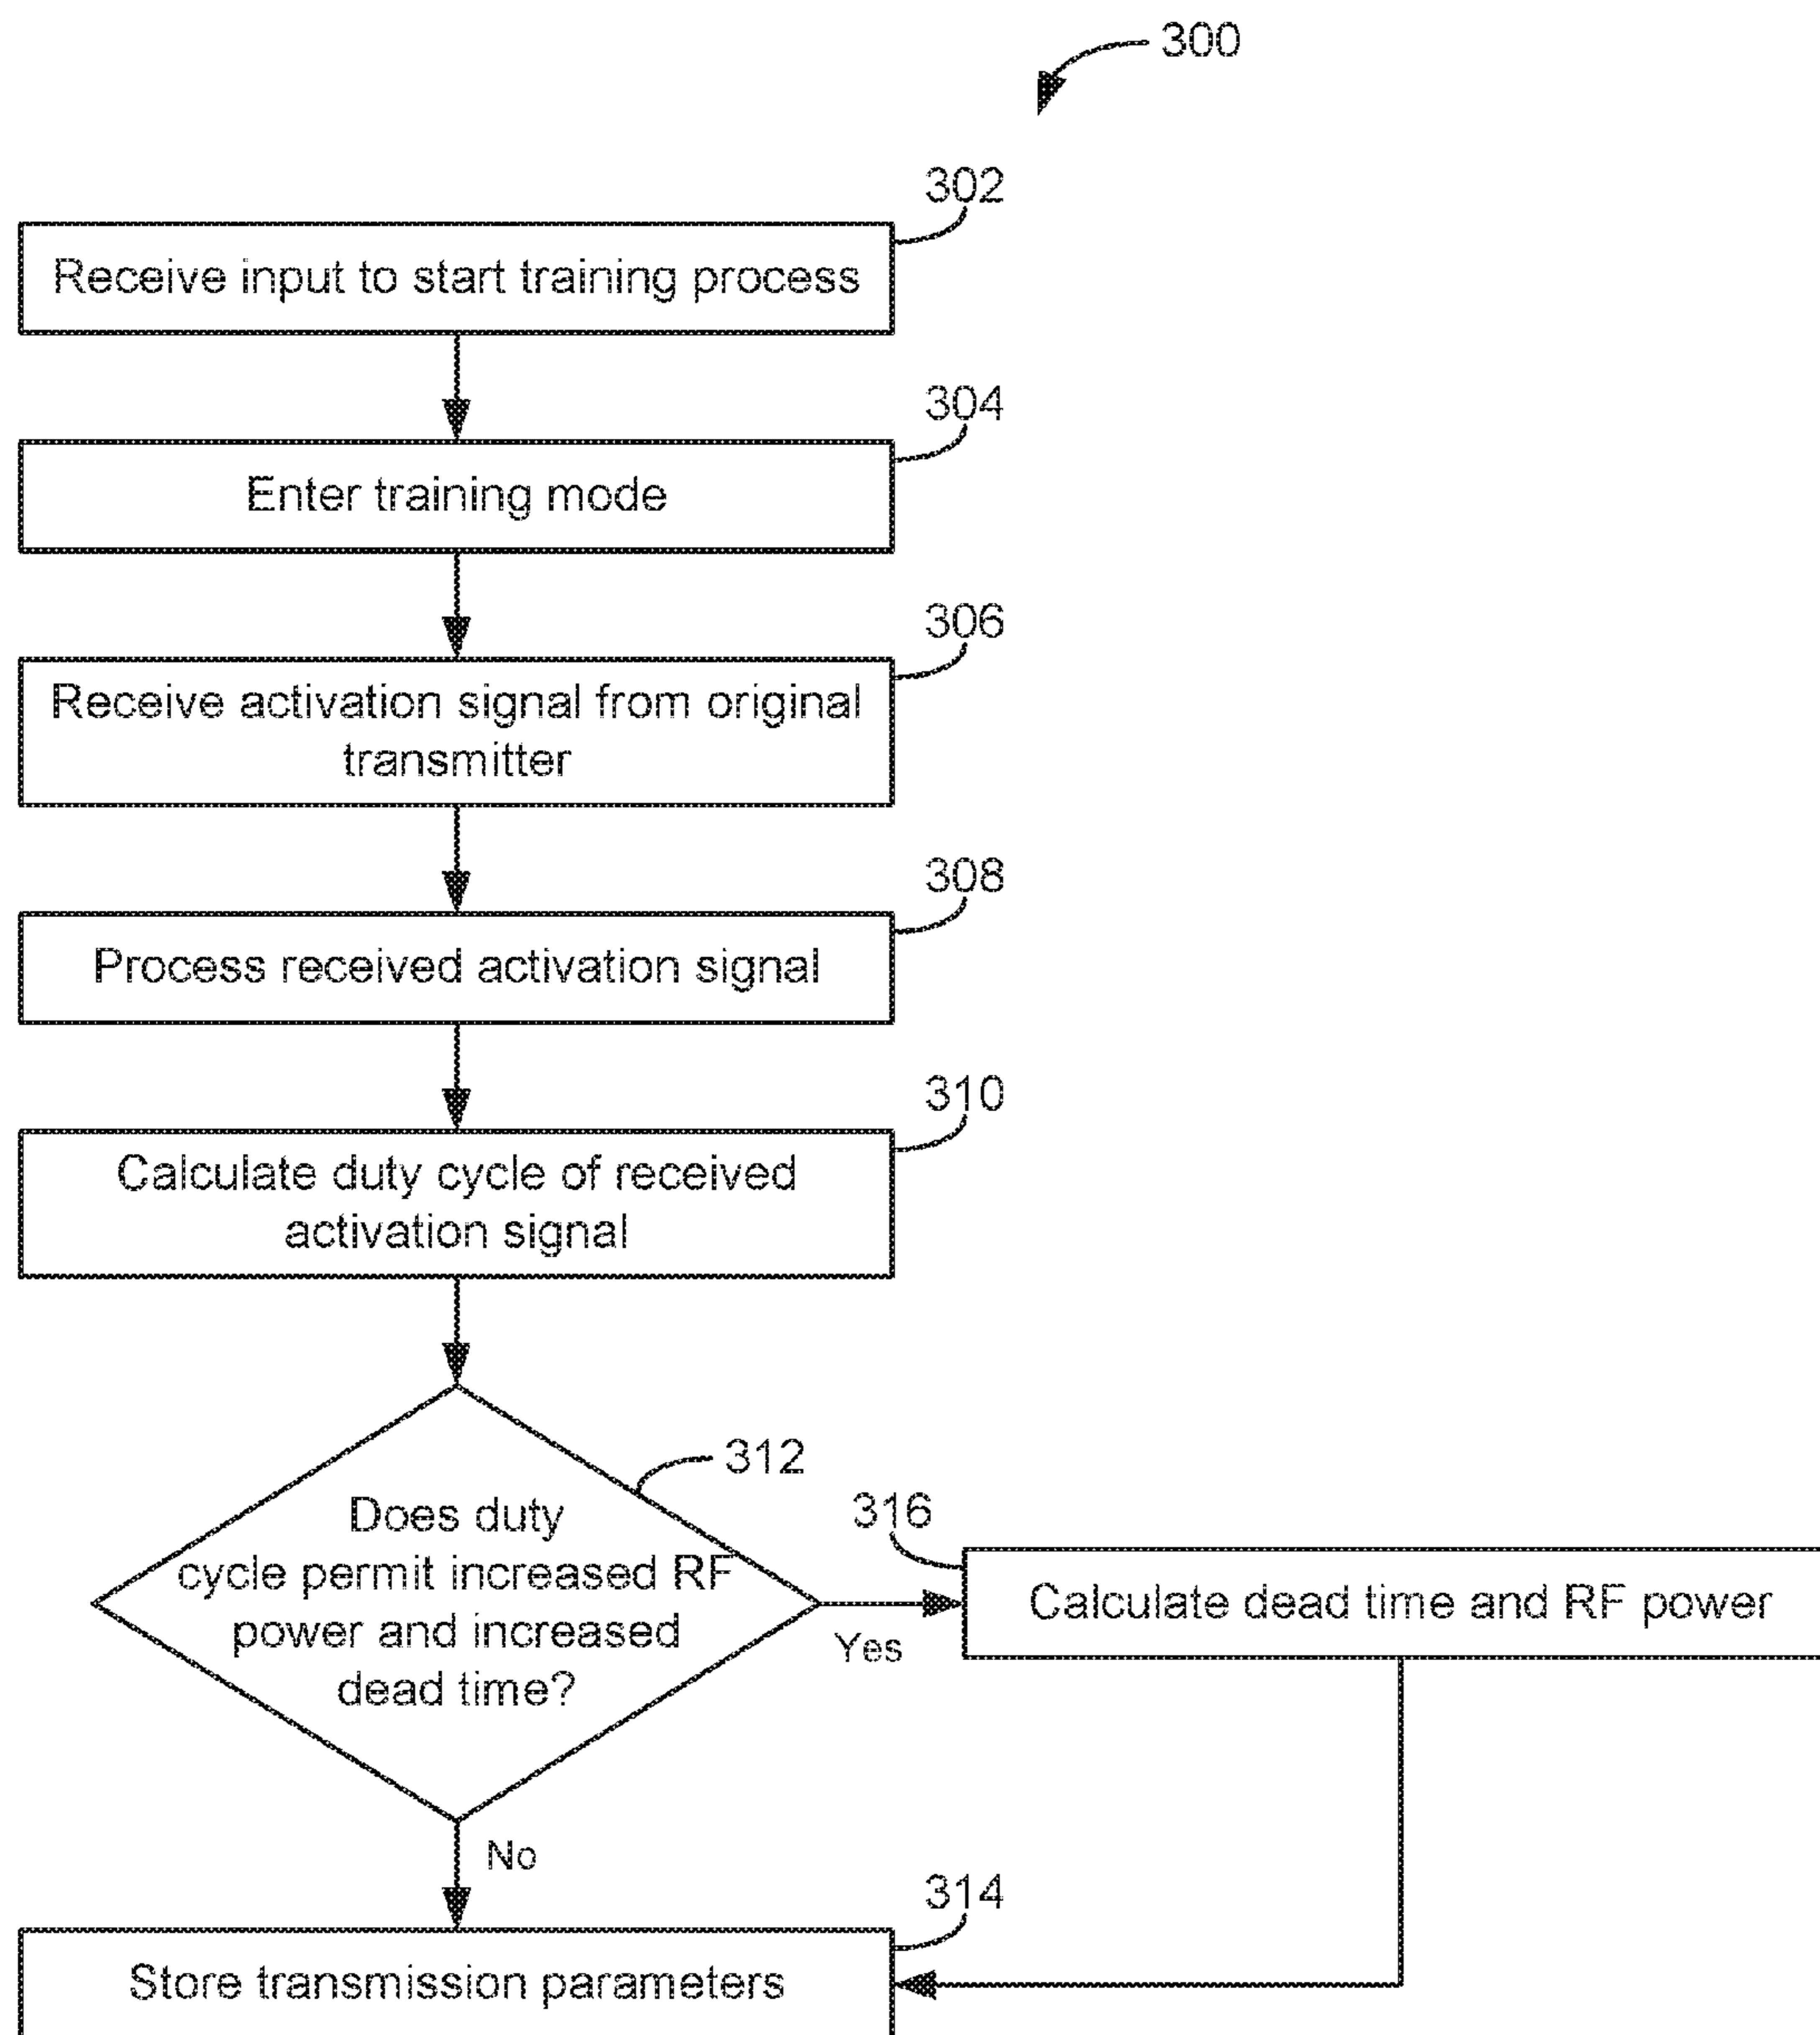 300
302
Receive input to start training process
304
Enter training mode
306
Receive activation signal from original
transmitter
308
Process received activation signal
310
Calculate duty cycle of received
activation signal
312
Does duty
cycle permit increased RF
power and increased
dead time?
Yes
316
Calculate dead time and RF power
No
314
Store transmission parameters